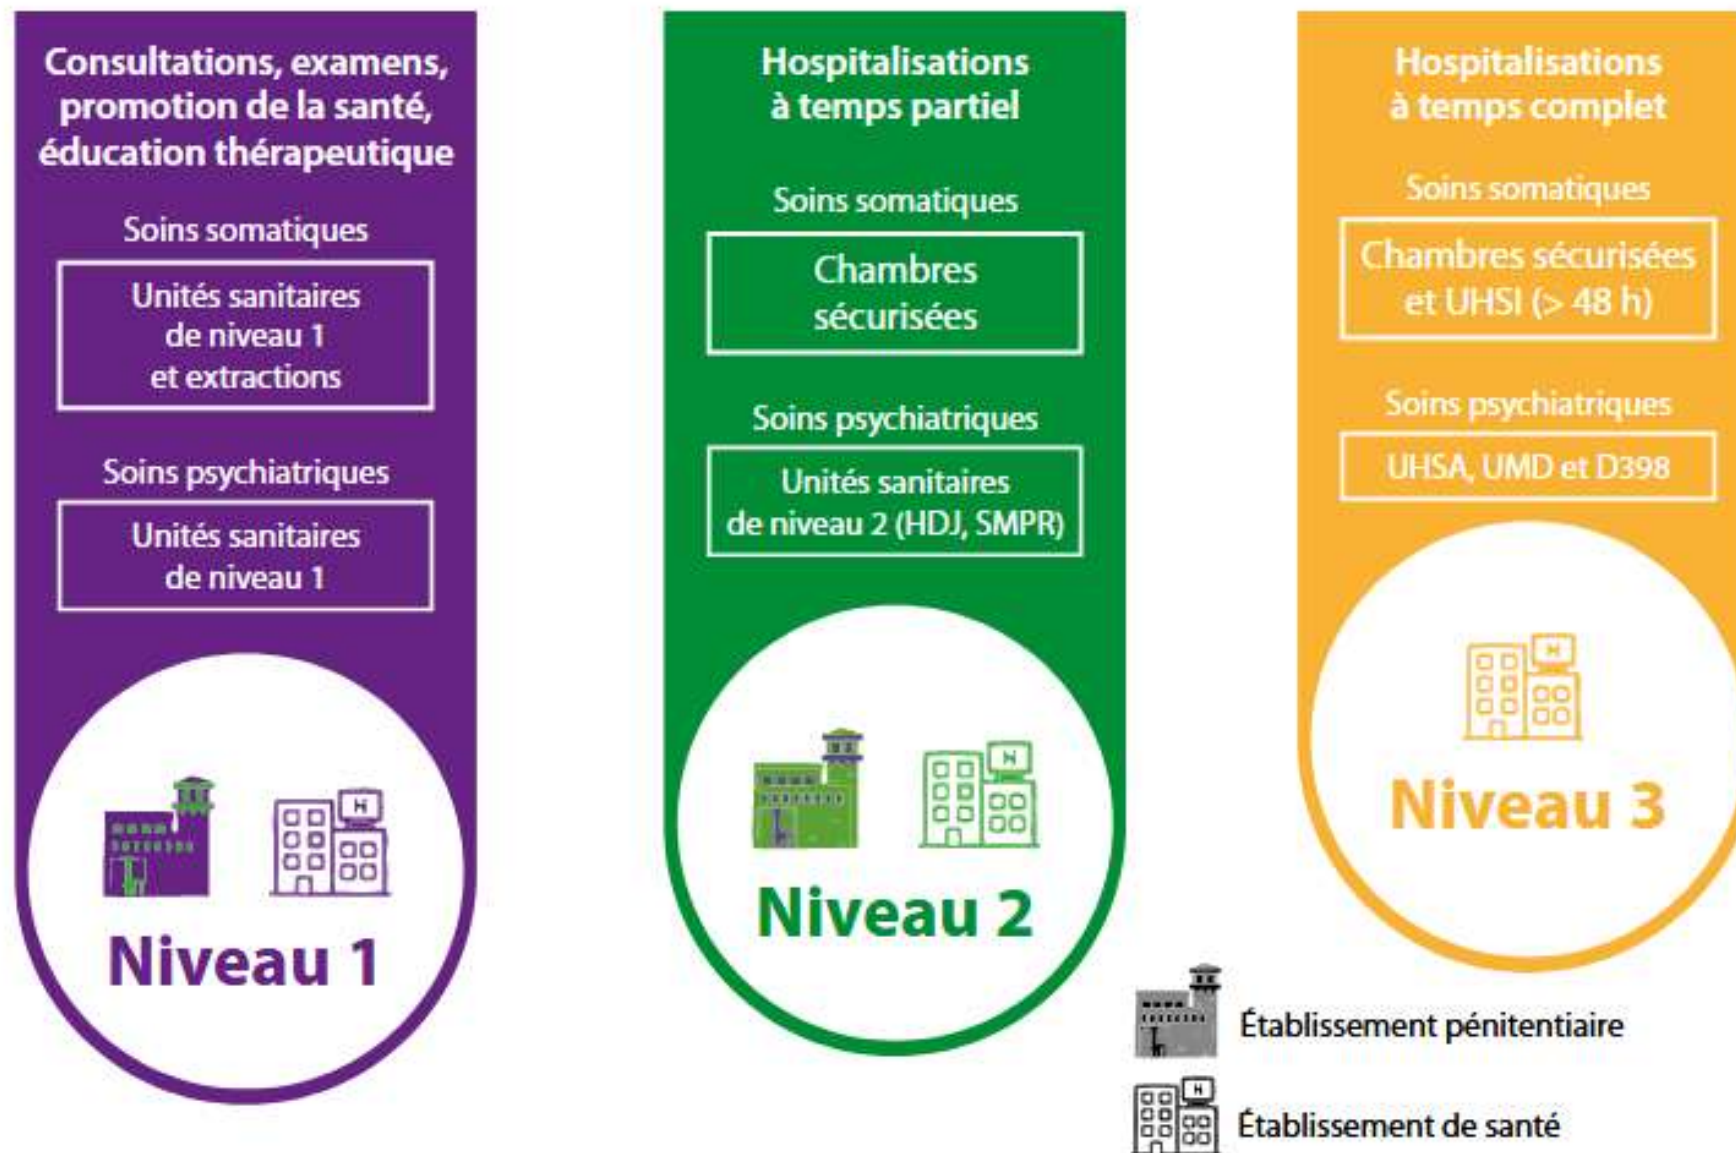 Consultations, examens,
promotion de la santé,
éducation thérapeutique
Soins somatiques
Unités sanitaires
de niveau 1
et extractions
Soins psychiatriques
Unités sanitaires
de niveau 1
Niveau 1
Hospitalisations
à temps partiel
Soins somatiques
Chambres
sécurisées
Soins psychiatriques
Unités sanitaires
de niveau 2 (HDJ, SMPR)
Niveau 2
Hospitalisations
à temps complet
Soins somatiques
Chambres sécurisées
et UHSI (> 48 h)
Soins psychiatriques
UHSA, UMD et D398
Niveau 3
Établissement pénitentiaire
Établissement de santé